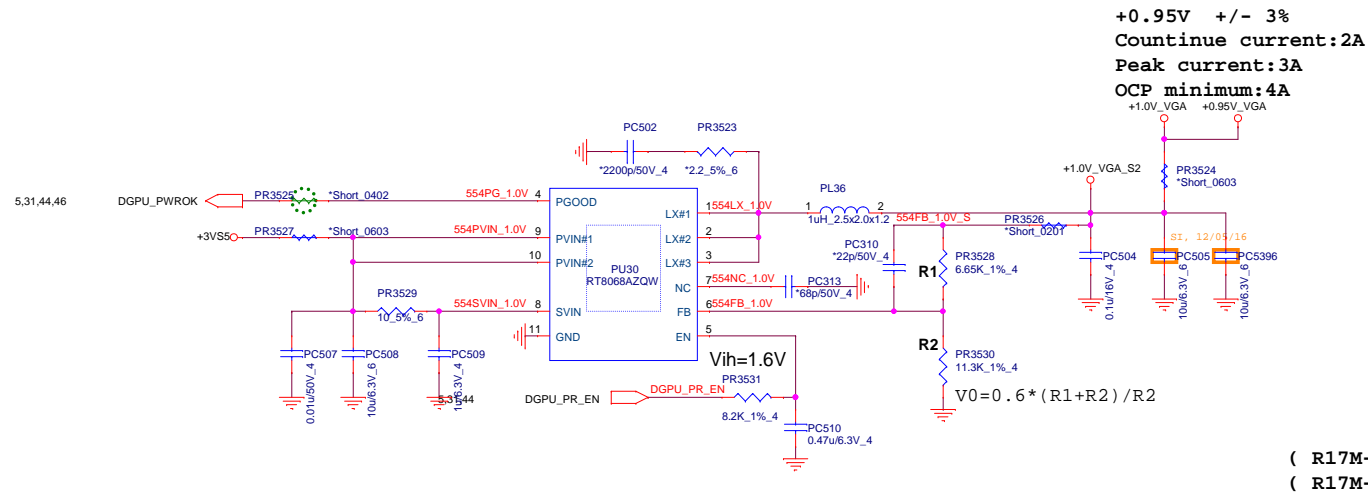 +0.95V +/- 3%
Countinue current:2A
Peak current:3A
OCP minimum:4A
+1.0V_VGA +0.95V_VGA
PC502 PR3523
*2200p/50V_4 *2.2_5%_6
PR3524
*Short_0603
+1.0V_VGA_S2
5,31,44,46 DGPU_PWROK PR3525 *Short_0402 554PG_1.0V 4 PGOOD
+3VS5 PR3527 *Short_0603 554PVIN_1.0V 9 PVIN#1
10 PVIN#2
PR3529
10_5%_6
554SVIN_1.0V 8 SVIN
11 GND
PU30
RT8068AZQW
LX#1 1 554LX_1.0V
LX#2 2
LX#3 3
NC 7 554NC_1.0V
FB 6 554FB_1.0V
EN 5
PL36
1 2
1uH_2.5x2.0x1.2
554FB_1.0V_S PR3526
*Short_0201
SI, 12/05/16
PC310
*22p/50V_4
R1 PR3528
6.65K_1%_4
PC313
*68p/50V_4
PC504
0.1u/16V_4
PC505
10u/6.3V_6
PC5396
10u/6.3V_6
R2 PR3530
11.3K_1%_4
V0=0.6*(R1+R2)/R2
PC507
0.01u/50V_4
PC508
10u/6.3V_6
PC509
1u/6.3V_4
5,31,44
Vih=1.6V
DGPU_PR_EN DGPU_PR_EN PR3531
8.2K_1%_4
PC510
0.47u/6.3V_4
( R17M-
( R17M-